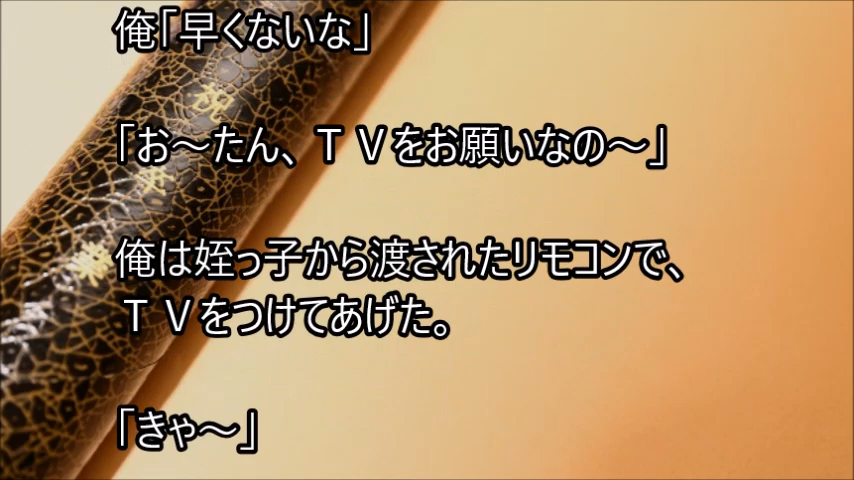 俺「早くないな」
「お～たん、ＴＶをお願いなの～」
俺は姪っ子から渡されたリモコンで、
ＴＶをつけてあげた。
「きゃ～」